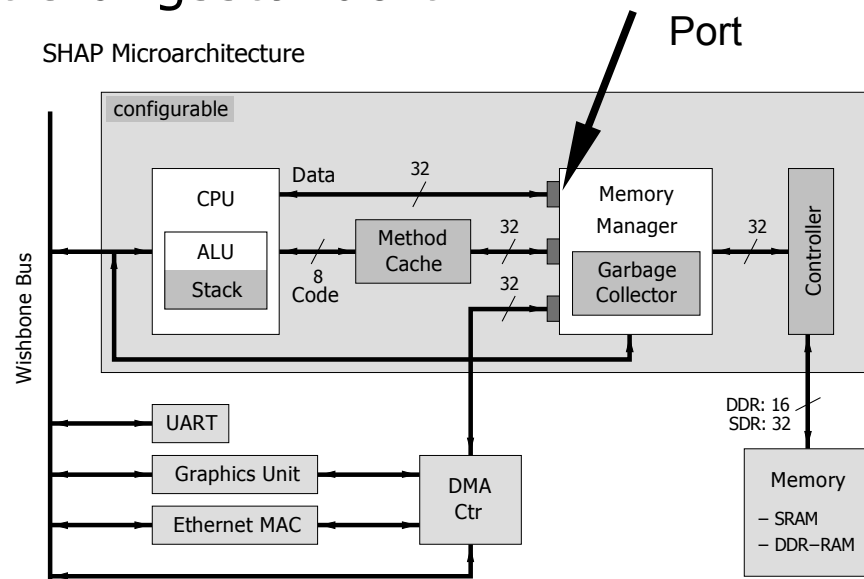 Port
SHAP Microarchitecture
configurable
Wishbone Bus
CPU
ALU
Stack
Data
32
8
Code
Method
Cache
32
32
Memory
Manager
Garbage
Collector
32
Controller
DDR: 16
SDR: 32
UART
Graphics Unit
Ethernet MAC
DMA
Ctr
Memory
– SRAM
– DDR–RAM